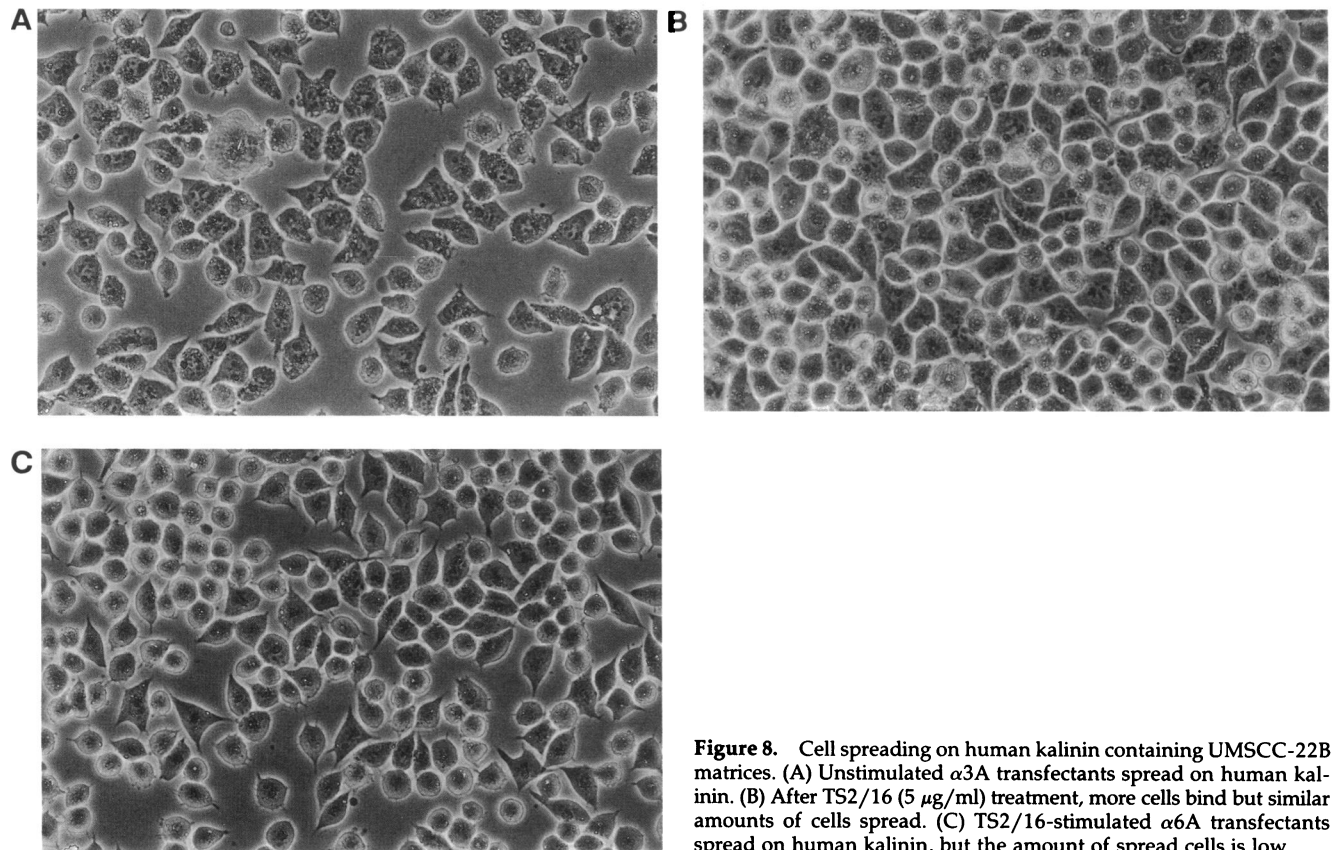 A
B
C
Figure 8. Cell spreading on human kalinin containing UMSCC-22B
matrices. (A) Unstimulated α3A transfectants spread on human kal-
inin. (B) After TS2/16 (5 μg/ml) treatment, more cells bind but similar
amounts of cells spread. (C) TS2/16-stimulated α6A transfectants
spread on human kalinin, but the amount of spread cells is low.